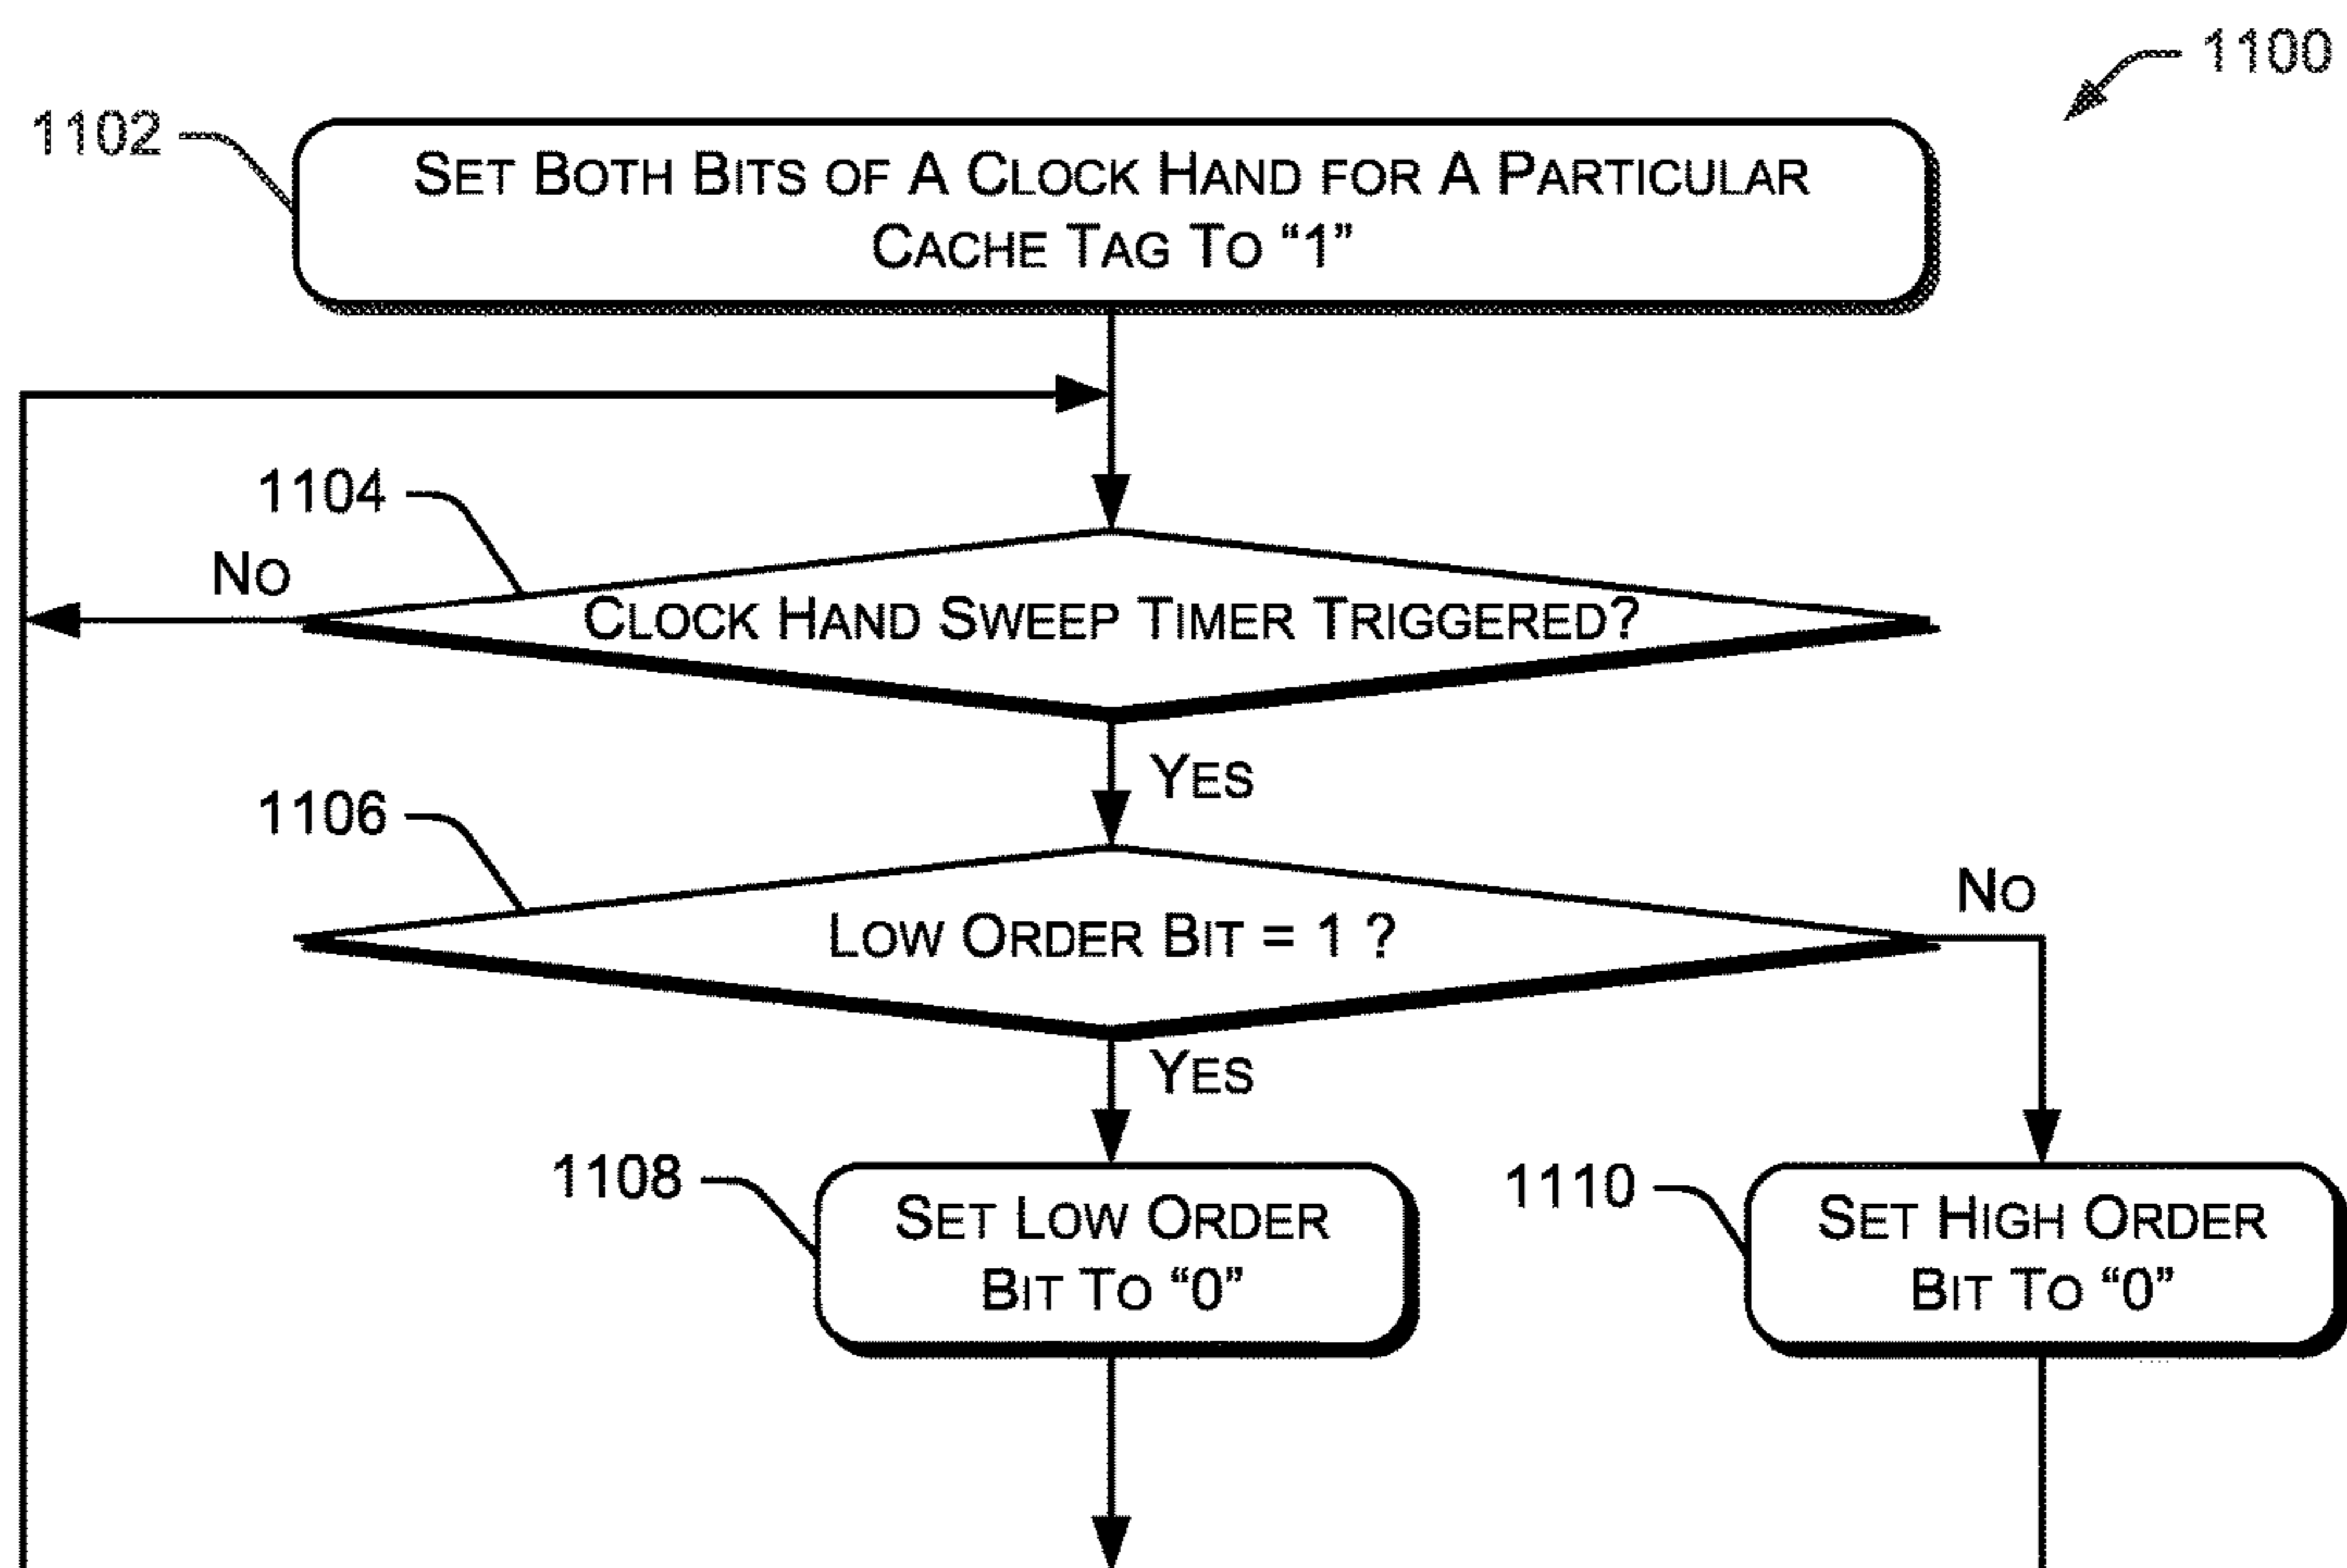 1100
1102
SET BOTH BITS OF A CLOCK HAND FOR A PARTICULAR
CACHE TAG TO “1”
1104
NO
CLOCK HAND SWEEP TIMER TRIGGERED?
YES
1106
NO
LOW ORDER BIT = 1 ?
YES
1108
SET LOW ORDER
BIT TO “0”
1110
SET HIGH ORDER
BIT TO “0”